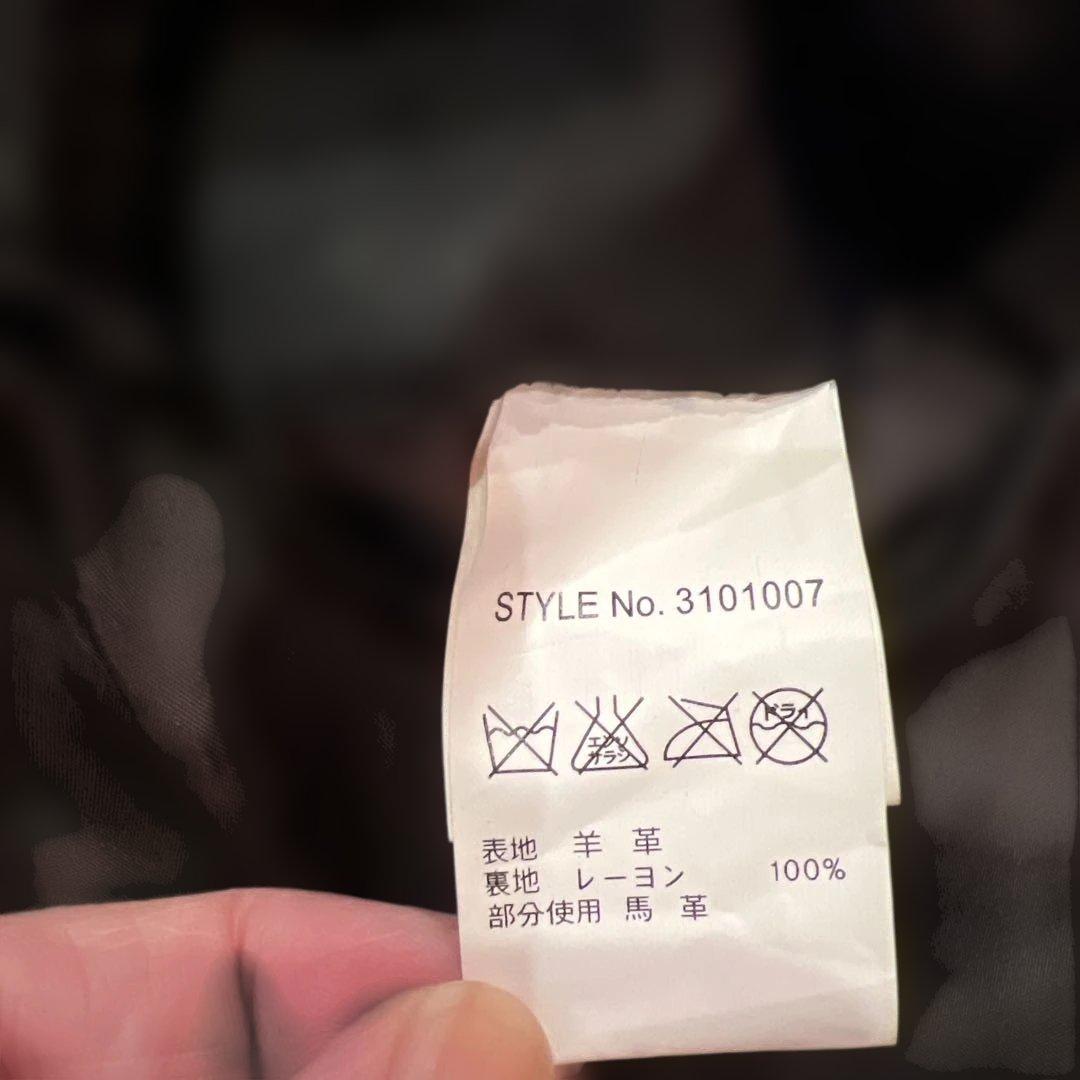 STYLE No. 3101007
エンソ
サラシ
ドライ
表地 羊 革
裏地 レーヨン 100%
部分使用 馬 革